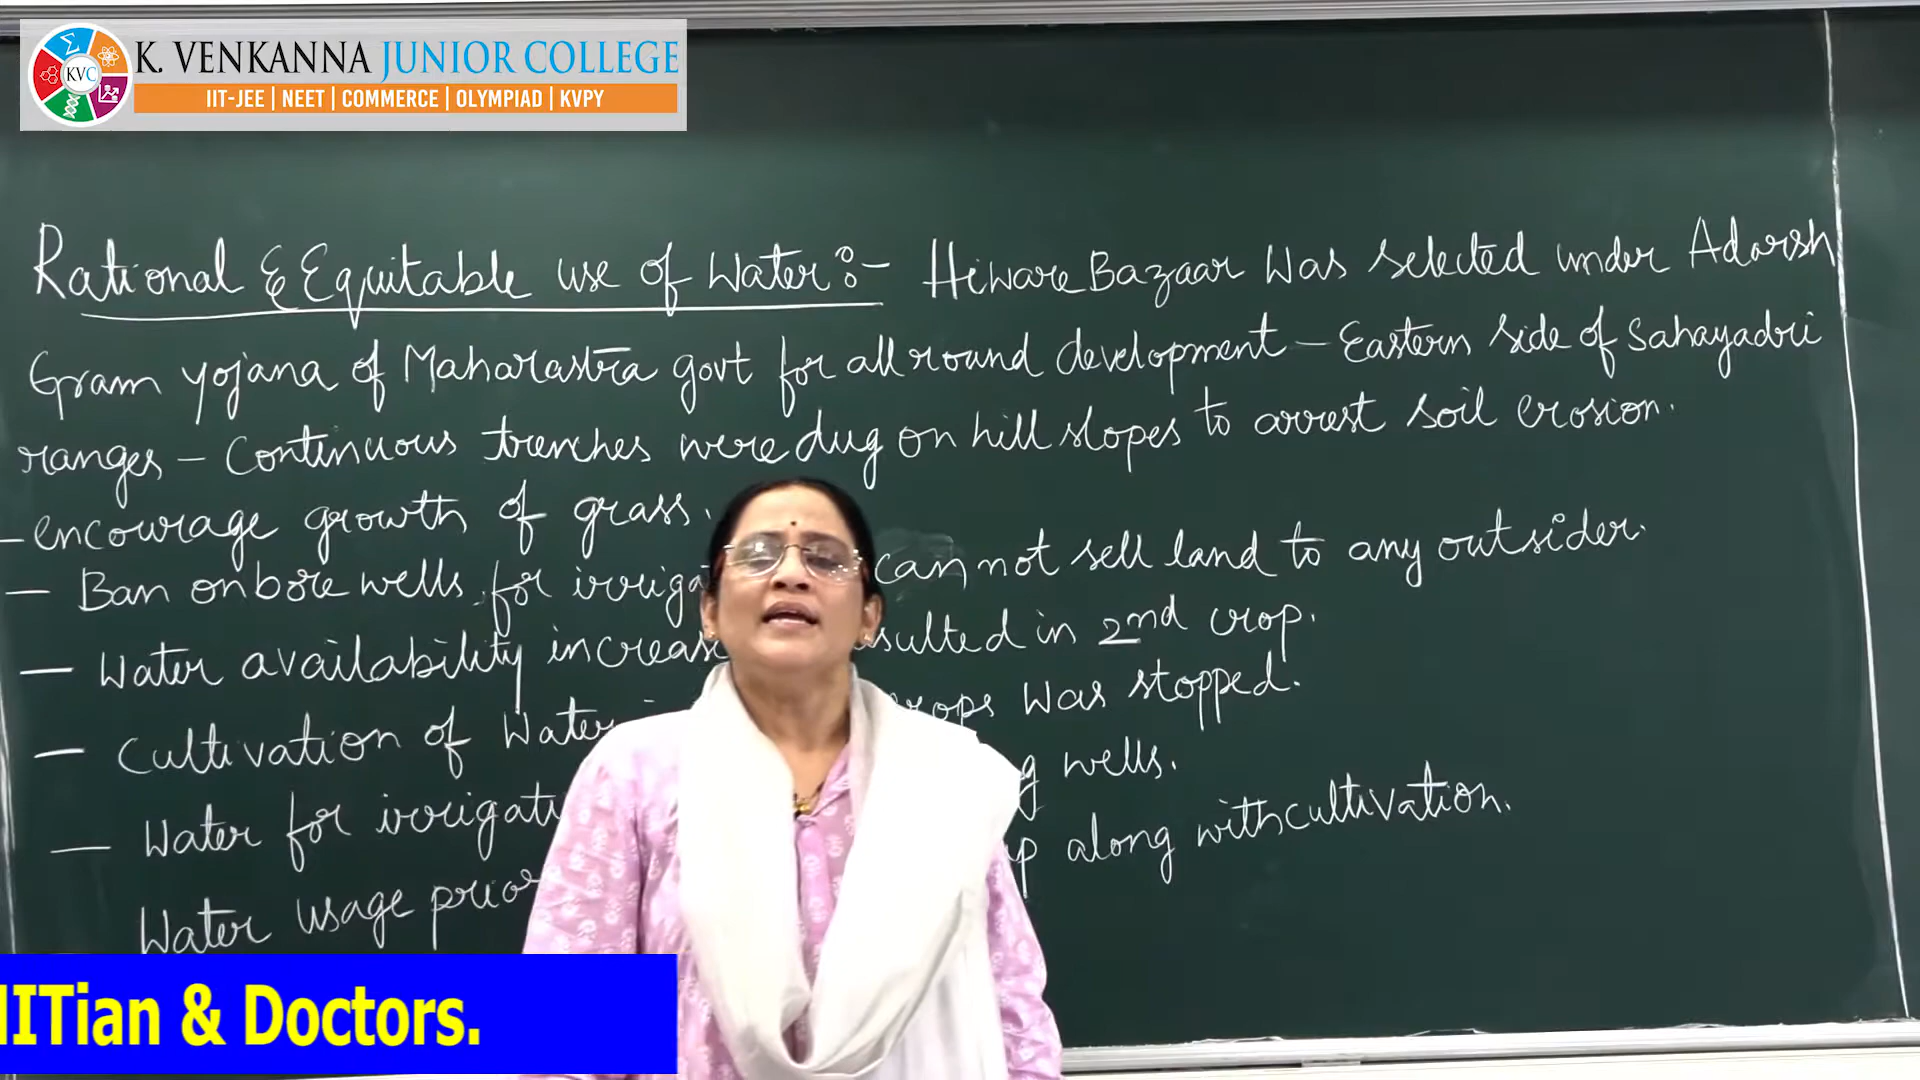 K. VENKANNA JUNIOR COLLEGE
KVC
IIT-JEE | NEET | COMMERCE | OLYMPIAD | KVPY
Rational & Equitable use of Water :- Hiware Bazaar Was selected under Adarsh
Gram yojana of Maharastra govt for all round development - Eastern side of Sahayadri
ranges - Continuous trenches were dug on hill slopes to arrest soil erosion.
- encourage growth of grass.
- Ban on bore wells for irriga can not sell land to any outsider.
- Water availability increas sulted in 2nd crop.
- Cultivation of Water rops was stopped.
- Water for irrigati g wells.
Water usage prior p along with cultivation.
IITian & Doctors.